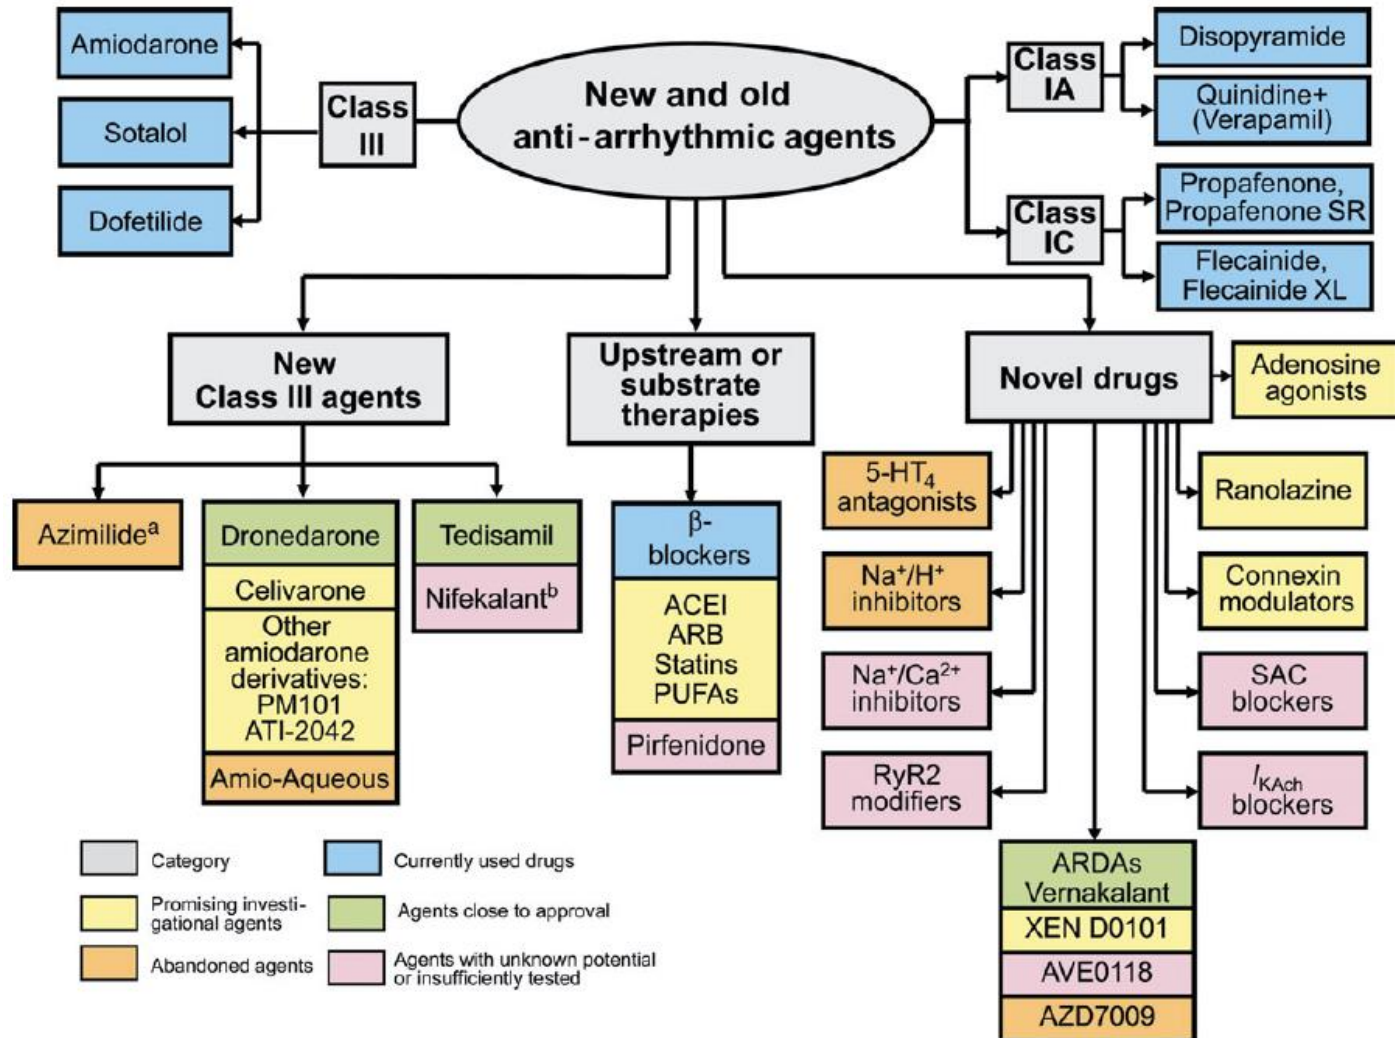 New and old
anti-arrhythmic agents
Class
III
Amiodarone
Sotalol
Dofetilide
Class
IA
Disopyramide
Quinidine+
(Verapamil)
Class
IC
Propafenone,
Propafenone SR
Flecainide,
Flecainide XL
New
Class III agents
Azimilideᵃ
Dronedarone
Celivarone
Other
amiodarone
derivatives:
PM101
ATI-2042
Amio-Aqueous
Tedisamil
Nifekalantᵇ
Upstream or
substrate
therapies
β-
blockers
ACEI
ARB
Statins
PUFAs
Pirfenidone
Novel drugs
Adenosine
agonists
5-HT₄
antagonists
Na⁺/H⁺
inhibitors
Na⁺/Ca²⁺
inhibitors
RyR2
modifiers
Ranolazine
Connexin
modulators
SAC
blockers
I_KAch
blockers
ARDAs
Vernakalant
XEN D0101
AVE0118
AZD7009
Category
Currently used drugs
Promising investi-
gational agents
Agents close to approval
Abandoned agents
Agents with unknown potential
or insufficiently tested